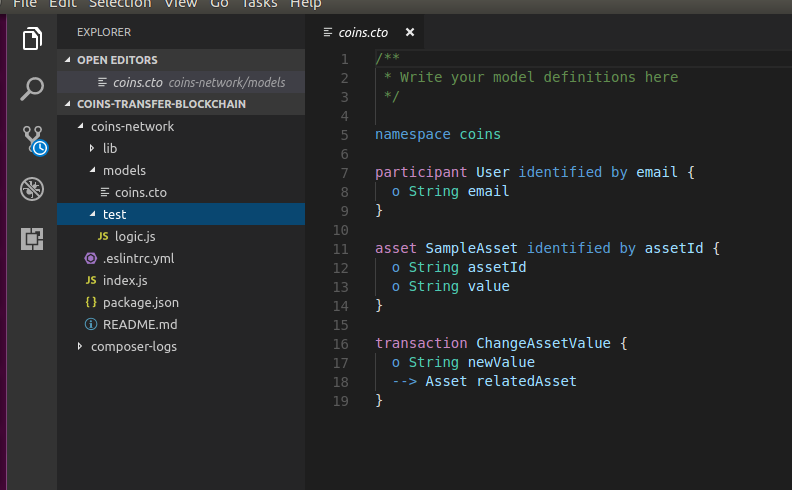 File Edit Selection View Go Tasks Help
EXPLORER
OPEN EDITORS
coins.cto coins-network/models
COINS-TRANSFER-BLOCKCHAIN
coins-network
lib
models
coins.cto
test
JS logic.js
.eslintrc.yml
JS index.js
{ } package.json
README.md
composer-logs
coins.cto
1 /**
2  * Write your model definitions here
3  */
4
5 namespace coins
6
7 participant User identified by email {
8   o String email
9 }
10
11 asset SampleAsset identified by assetId {
12   o String assetId
13   o String value
14 }
15
16 transaction ChangeAssetValue {
17   o String newValue
18   --> Asset relatedAsset
19 }